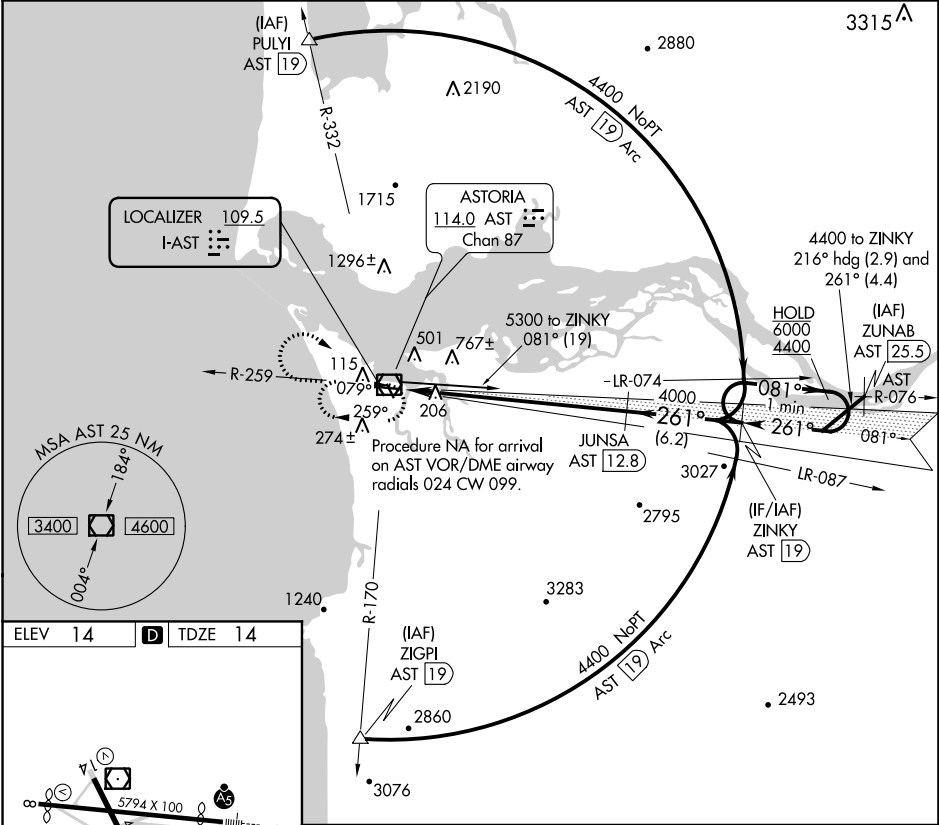 (IAF)
PULYI
AST 19
R-332
2880
3315
2190
4400 NoPT
AST 19 Arc
1715
LOCALIZER 109.5
I-AST
ASTORIA
114.0 AST
Chan 87
1296±
4400 to ZINKY
216° hdg (2.9) and
261° (4.4)
HOLD
6000
4400
(IAF)
ZUNAB
AST 25.5
5300 to ZINKY
081° (19)
501
767±
115
R-259
079°
259°
206
274±
LR-074
4000
081°
1 min
261°
261°
(6.2)
AST
R-076
081°
JUNSA
AST 12.8
LR-087
3027
Procedure NA for arrival
on AST VOR/DME airway
radials 024 CW 099.
(IF/IAF)
ZINKY
AST 19
2795
MSA AST 25 NM
184°
3400
4600
004°
1240
R-170
3283
(IAF)
ZIGPI
AST 19
4400 NoPT
AST 19 Arc
2860
2493
3076
ELEV 14
D
TDZE 14
14
V
8
V
5794 X 100
A5